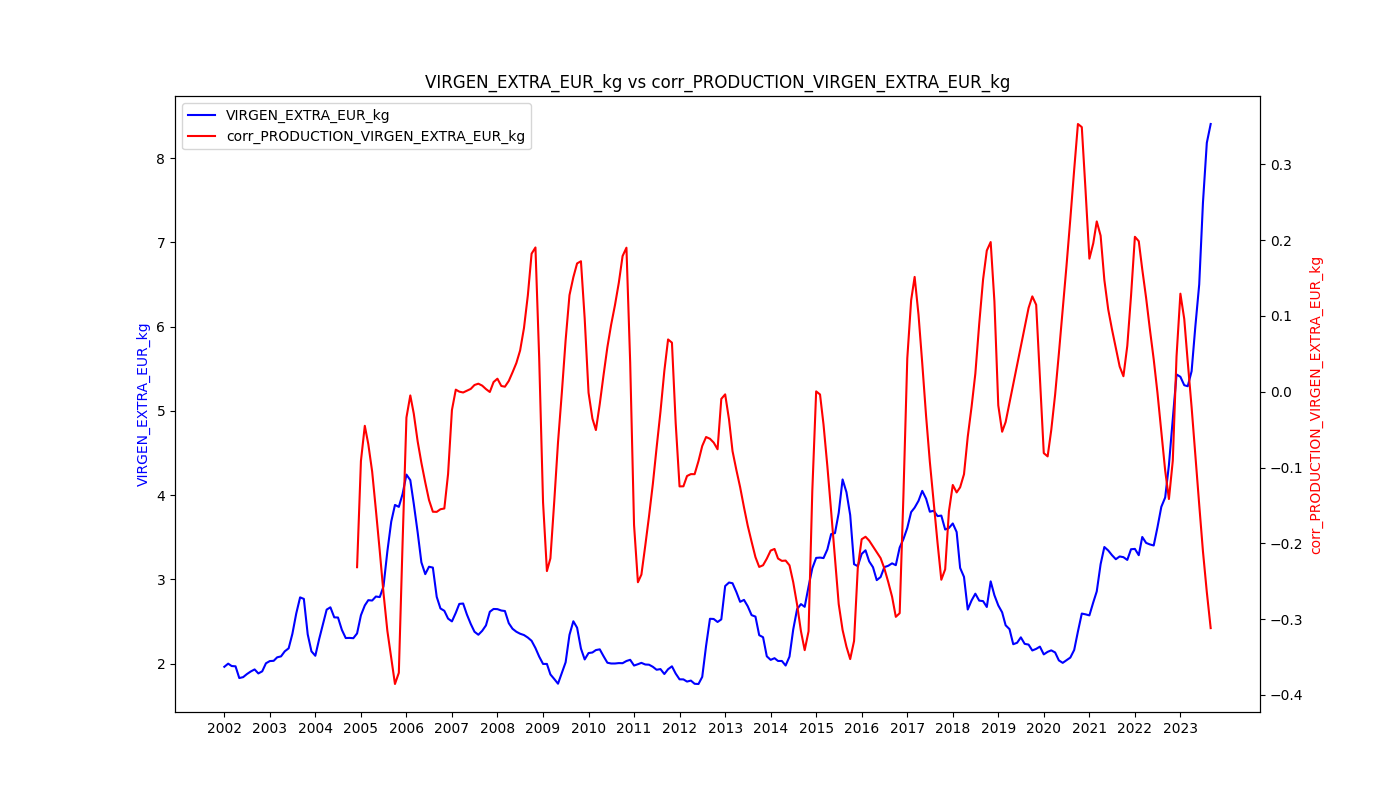 VIRGEN_EXTRA_EUR_kg vs corr_PRODUCTION_VIRGEN_EXTRA_EUR_kg
VIRGEN_EXTRA_EUR_kg
corr_PRODUCTION_VIRGEN_EXTRA_EUR_kg
VIRGEN_EXTRA_EUR_kg
8
7
6
5
4
3
2
0.3
0.2
0.1
0.0
−0.1
−0.2
−0.3
−0.4
corr_PRODUCTION_VIRGEN_EXTRA_EUR_kg
2002 2003 2004 2005 2006 2007 2008 2009 2010 2011 2012 2013 2014 2015 2016 2017 2018 2019 2020 2021 2022 2023